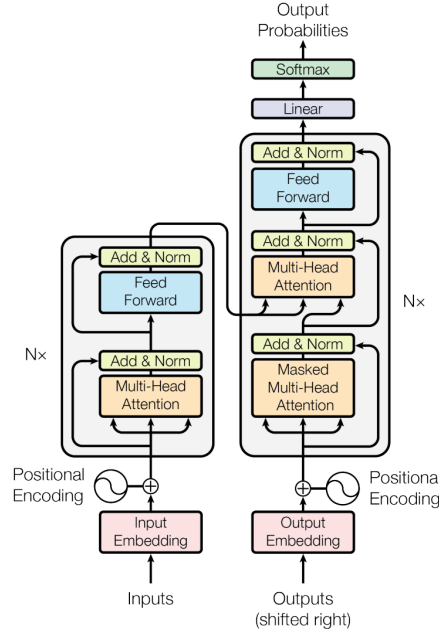 Output
Probabilities
Softmax
Linear
Add & Norm
Feed
Forward
Add & Norm
Multi-Head
Attention
Add & Norm
Masked
Multi-Head
Attention
N×
Positional
Encoding
Output
Embedding
Outputs
(shifted right)
Add & Norm
Feed
Forward
Add & Norm
Multi-Head
Attention
N×
Positional
Encoding
Input
Embedding
Inputs